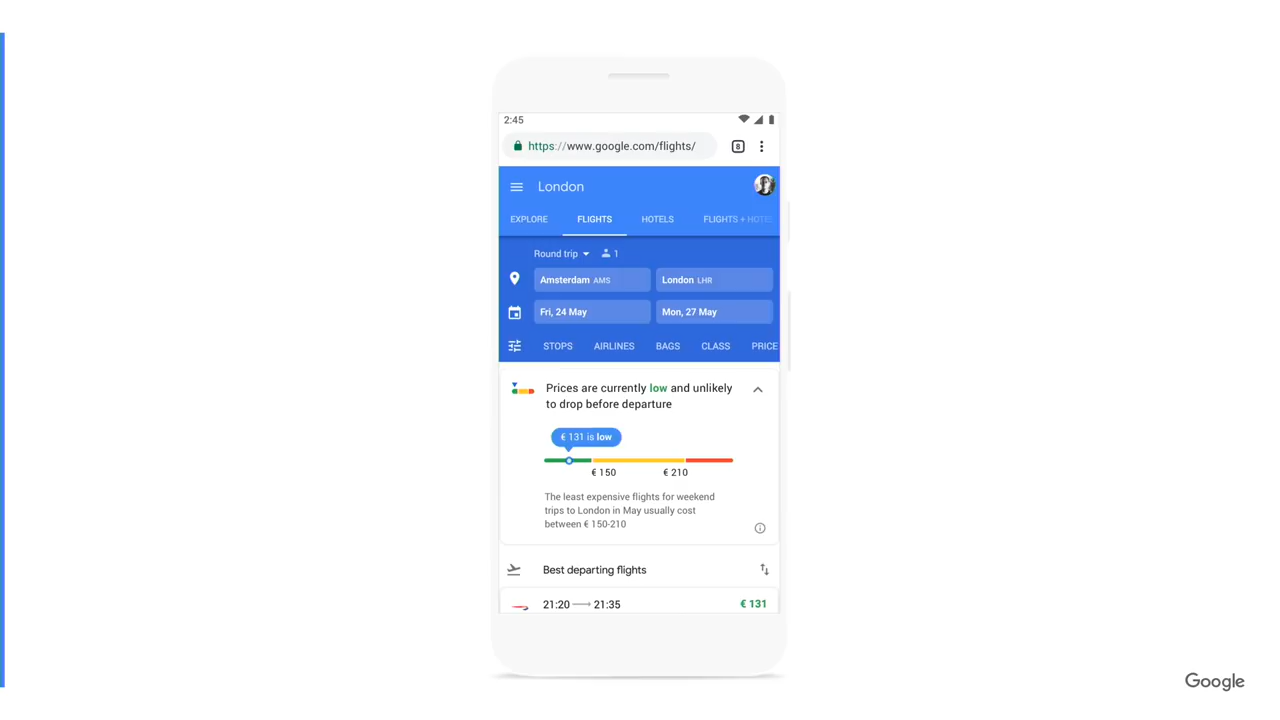 2:45
https://www.google.com/flights/
8
London
EXPLORE FLIGHTS HOTELS FLIGHTS + HOTE
Round trip 1
Amsterdam AMS London LHR
Fri, 24 May Mon, 27 May
STOPS AIRLINES BAGS CLASS PRICE
Prices are currently low and unlikely
to drop before departure
€ 131 is low
€ 150 € 210
The least expensive flights for weekend
trips to London in May usually cost
between € 150-210
Best departing flights
21:20 21:35 € 131
Google